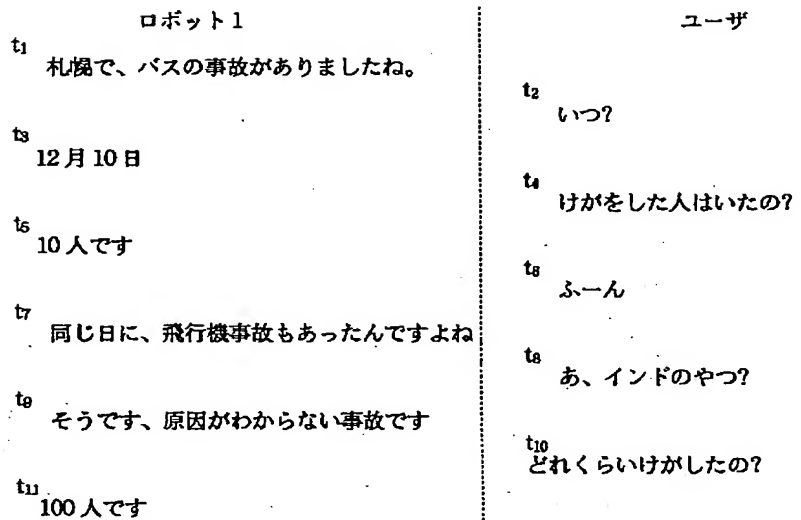 ロボット1
ユーザ
t1
札幌で、バスの事故がありましたね。
t2
いつ?
t3
12月10日
t4
けがをした人はいたの?
t5
10人です
t6
ふーん
t7
同じ日に、飛行機事故もあったんですよね
t8
あ、インドのやつ?
t9
そうです、原因がわからない事故です
t10
どれくらいけがしたの?
t11
100人です